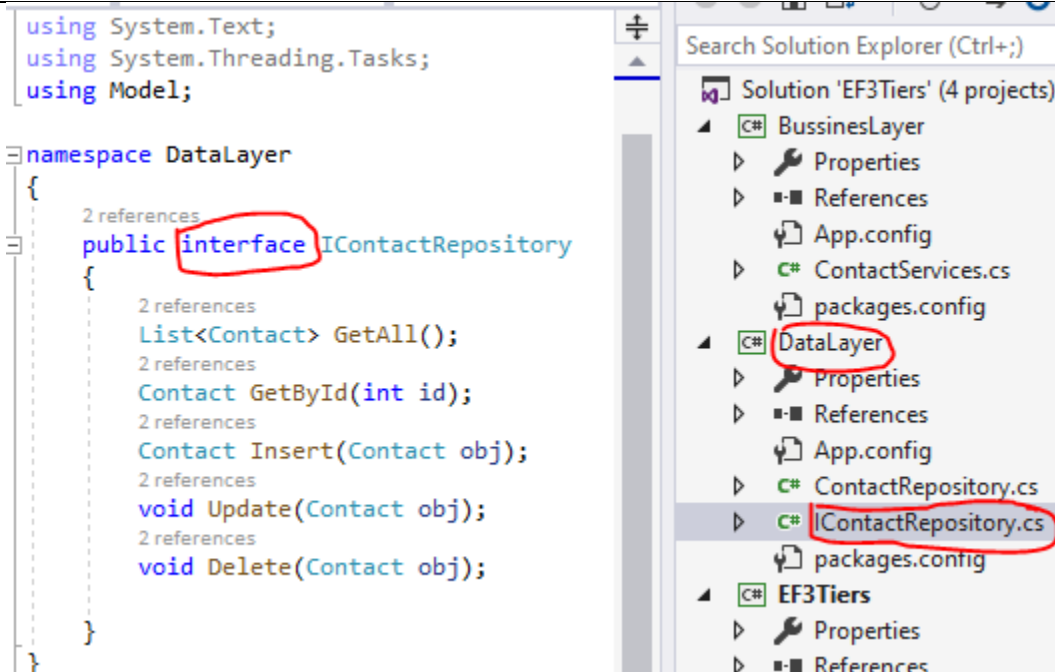 using System.Text;
using System.Threading.Tasks;
using Model;
namespace DataLayer
{
2 references
public interface IContactRepository
{
2 references
List<Contact> GetAll();
2 references
Contact GetById(int id);
2 references
Contact Insert(Contact obj);
2 references
void Update(Contact obj);
2 references
void Delete(Contact obj);
}
}
Search Solution Explorer (Ctrl+;)
Solution 'EF3Tiers' (4 projects)
C# BussinesLayer
Properties
References
App.config
C# ContactServices.cs
packages.config
C# DataLayer
Properties
References
App.config
C# ContactRepository.cs
C# IContactRepository.cs
packages.config
C# EF3Tiers
Properties
References